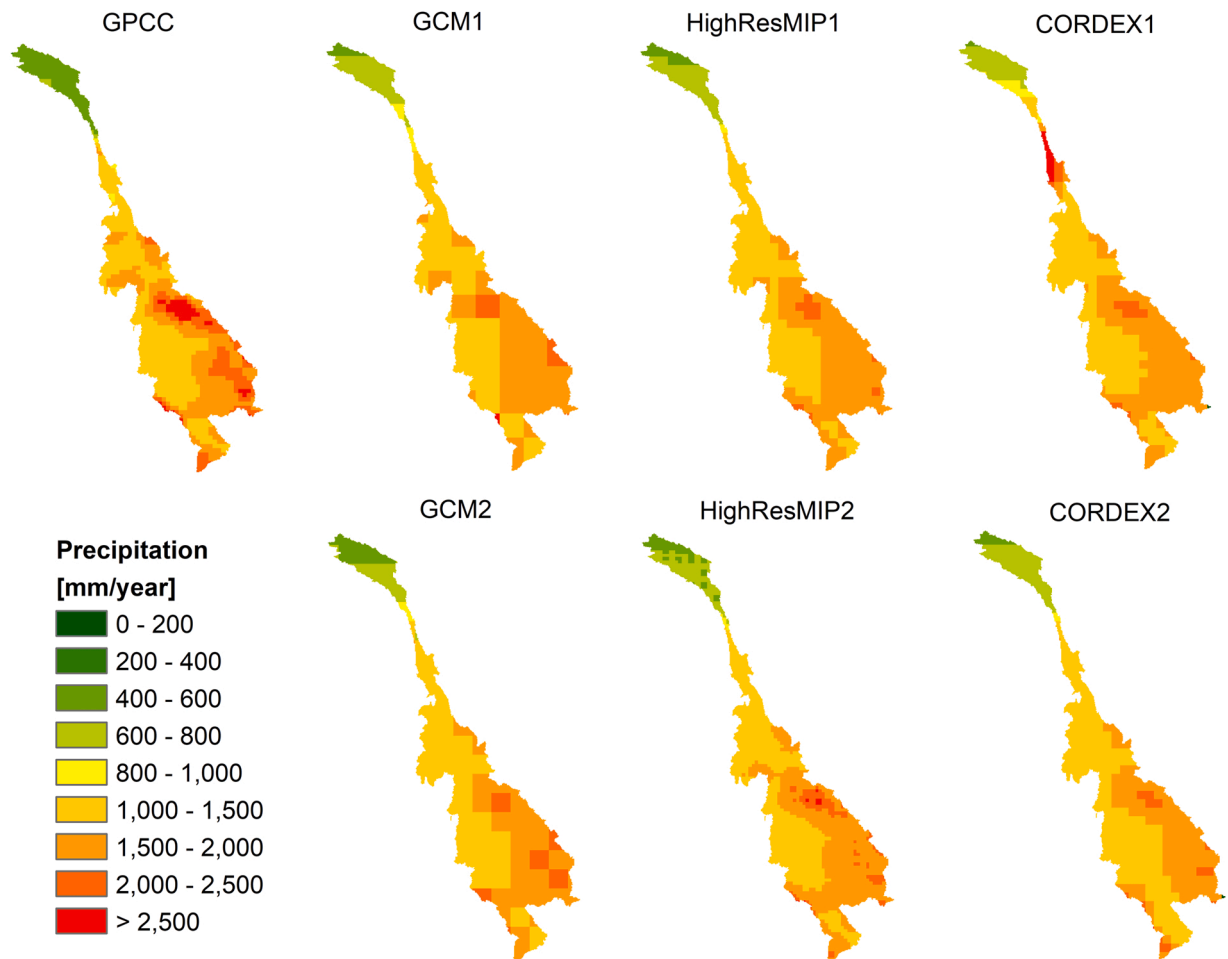 GPCC
GCM1
HighResMIP1
CORDEX1
GCM2
HighResMIP2
CORDEX2
Precipitation
[mm/year]
0 - 200
200 - 400
400 - 600
600 - 800
800 - 1,000
1,000 - 1,500
1,500 - 2,000
2,000 - 2,500
> 2,500